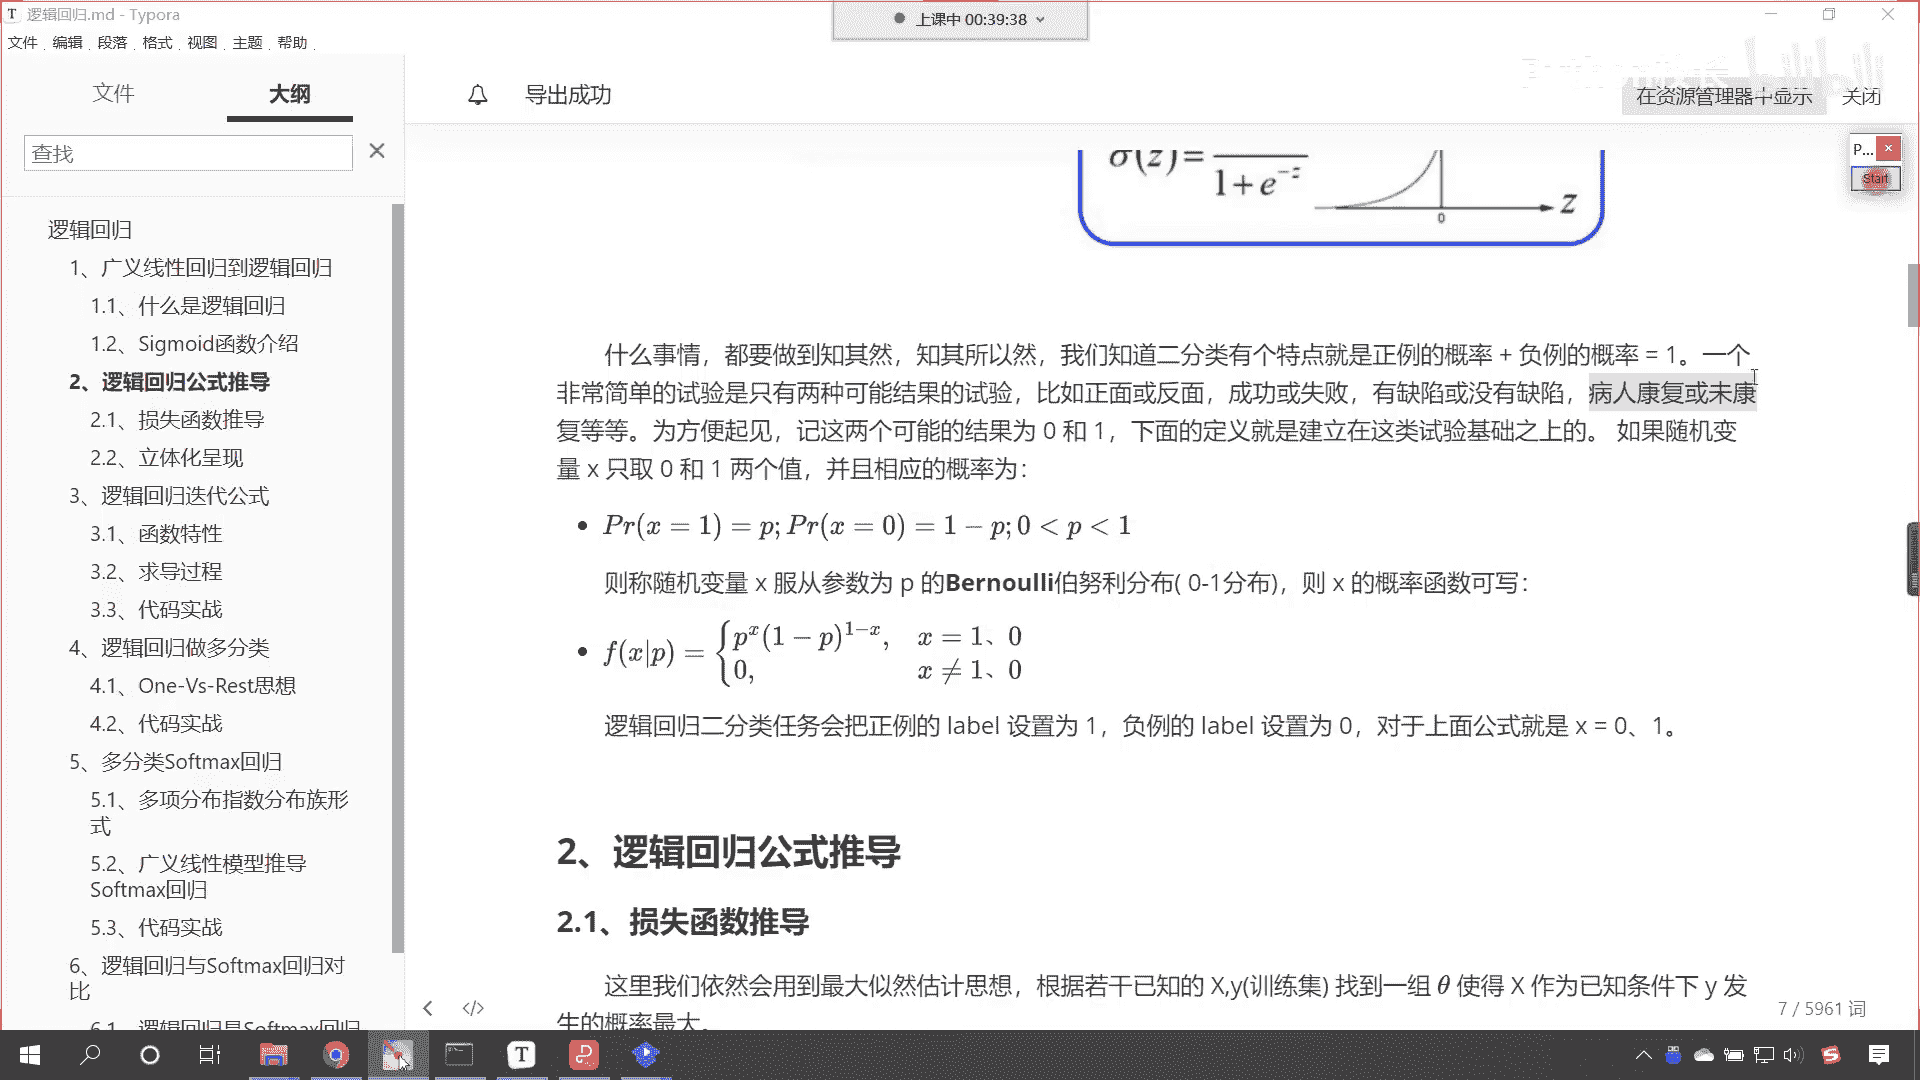 逻辑回归.md - Typora
上课中 00:39:38
文件 编辑 段落 格式 视图 主题 帮助
文件 大纲
导出成功
在资源管理器中显示 关闭
查找
P...
Start
逻辑回归
1、广义线性回归到逻辑回归
1.1、什么是逻辑回归
1.2、Sigmoid函数介绍
2、逻辑回归公式推导
2.1、损失函数推导
2.2、立体化呈现
3、逻辑回归迭代公式
3.1、函数特性
3.2、求导过程
3.3、代码实战
4、逻辑回归做多分类
4.1、One-Vs-Rest思想
4.2、代码实战
5、多分类Softmax回归
5.1、多项分布指数分布族形
式
5.2、广义线性模型推导
Softmax回归
5.3、代码实战
6、逻辑回归与Softmax回归对
比
6.1、逻辑回归是Softmax回归
σ(z)=
1+e^{-z}
0
z
什么事情，都要做到知其然，知其所以然，我们知道二分类有个特点就是正例的概率 + 负例的概率 = 1。一个
非常简单的试验是只有两种可能结果的试验，比如正面或反面，成功或失败，有缺陷或没有缺陷，病人康复或未康
复等等。为方便起见，记这两个可能的结果为 0 和 1，下面的定义就是建立在这类试验基础之上的。 如果随机变
量 x 只取 0 和 1 两个值，并且相应的概率为：
• Pr(x = 1) = p; Pr(x = 0) = 1 − p; 0 < p < 1
则称随机变量 x 服从参数为 p 的Bernoulli伯努利分布( 0-1分布)，则 x 的概率函数可写：
• f(x|p) = { p^x(1 − p)^{1−x}, x = 1、0
0, x ≠ 1、0
逻辑回归二分类任务会把正例的 label 设置为 1，负例的 label 设置为 0，对于上面公式就是 x = 0、1。
2、逻辑回归公式推导
2.1、损失函数推导
这里我们依然会用到最大似然估计思想，根据若干已知的 X,y(训练集) 找到一组 θ 使得 X 作为已知条件下 y 发
生的概率最大。
7 / 5961 词